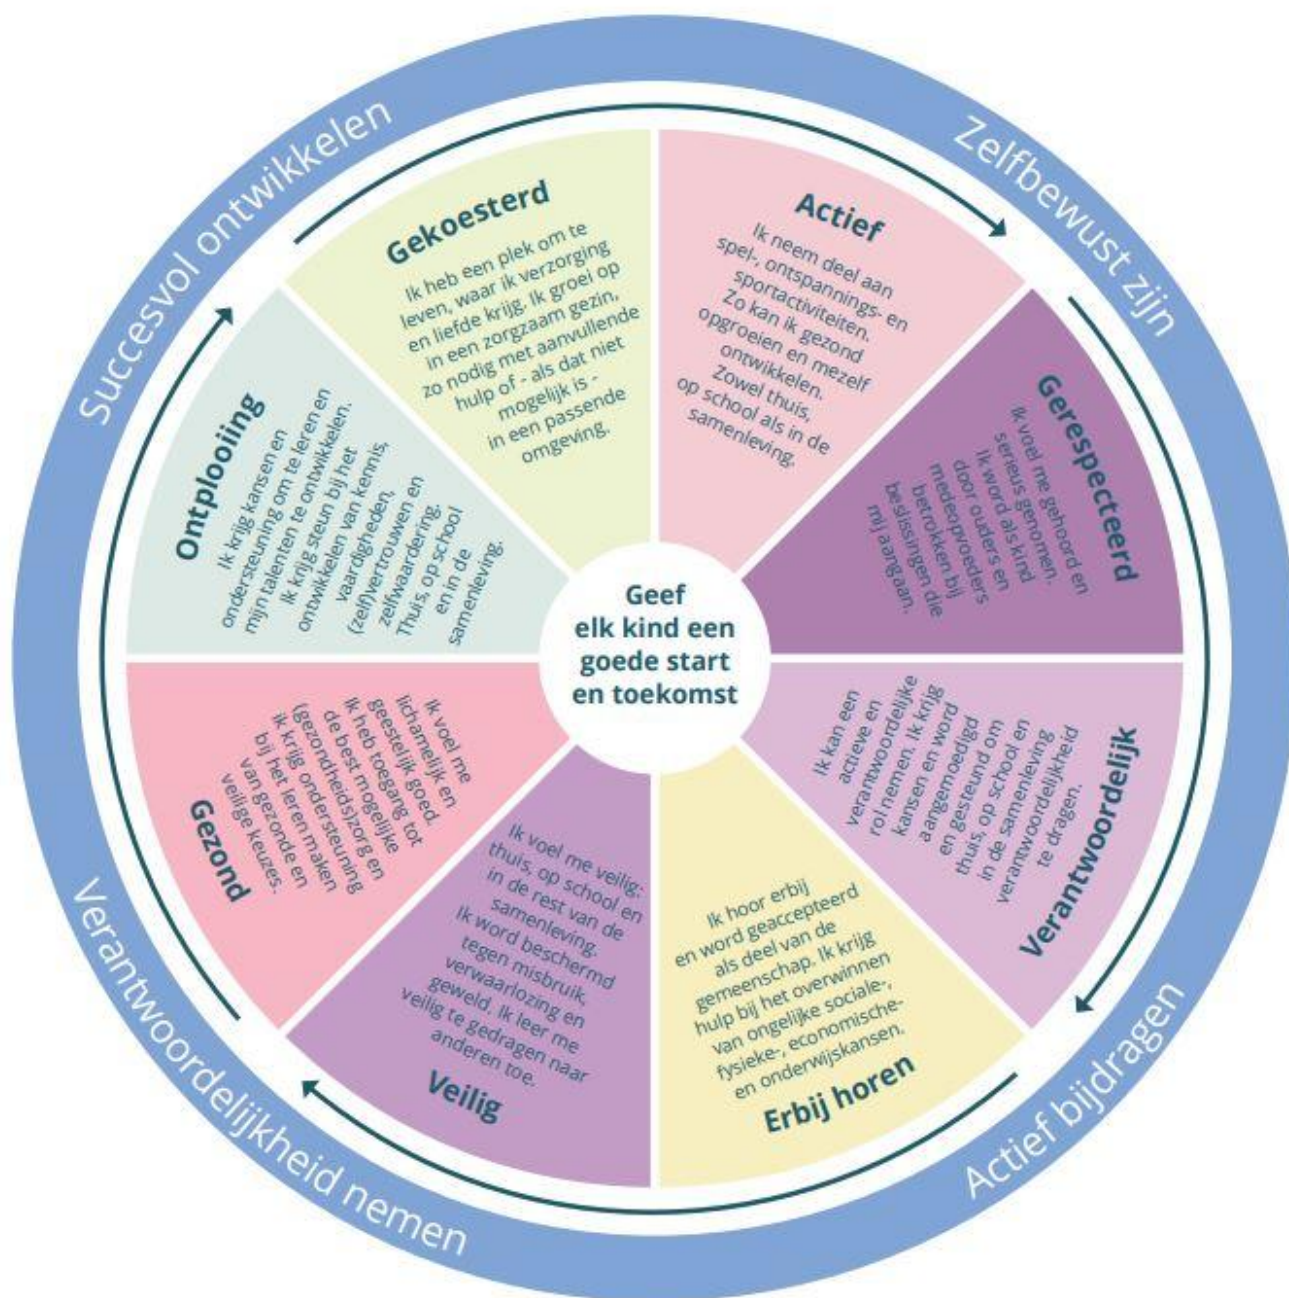 Succesvol ontwikkelen
Zelfbewust zijn
Actief bijdragen
Verantwoordelijkheid nemen
Geef
elk kind een
goede start
en toekomst
Gekoesterd
Ik heb een plek om te
leven, waar ik verzorging
en liefde krijg. Ik groei op
in een zorgzaam gezin,
zo nodig met aanvullende
hulp of - als dat niet
mogelijk is -
in een passende
omgeving.
Actief
Ik neem deel aan
spel-, ontspannings- en
sportactiviteiten.
Zo kan ik gezond
opgroeien en mezelf
ontwikkelen.
Zowel thuis,
op school als in de
samenleving.
Gerespecteerd
Ik voel me gehoord en
serieus genomen.
Ik word als kind
door ouders en
medeopvoeders
betrokken bij
beslissingen die
mij aangaan.
Ik kan een
actieve en
verantwoordelijke
rol nemen. Ik krijg
kansen en word
aangemoedigd
en gesteund om
thuis, op school en
in de samenleving
verantwoordelijkheid
te dragen.
Verantwoordelijk
Ik hoor erbij
en word geaccepteerd
als deel van de
gemeenschap. Ik krijg
hulp bij het overwinnen
van ongelijke sociale-,
fysieke-, economische-
en onderwijskansen.
Erbij horen
Ik voel me veilig:
thuis, op school en
in de rest van de
samenleving.
Ik word beschermd
tegen misbruik,
verwaarlozing en
geweld. Ik leer me
veilig te gedragen naar
anderen toe.
Veilig
Ik voel me
lichamelijk en
geestelijk goed.
Ik heb toegang tot
de best mogelijke
(gezondheids)zorg en
ik krijg ondersteuning
bij het leren maken
van gezonde en
veilige keuzes.
Gezond
Ontplooiing
Ik krijg kansen en
ondersteuning om te leren en
mijn talenten te ontwikkelen.
Ik krijg steun bij het
ontwikkelen van kennis,
vaardigheden,
(zelf)vertrouwen en
zelfwaardering.
Thuis, op school
en in de
samenleving.